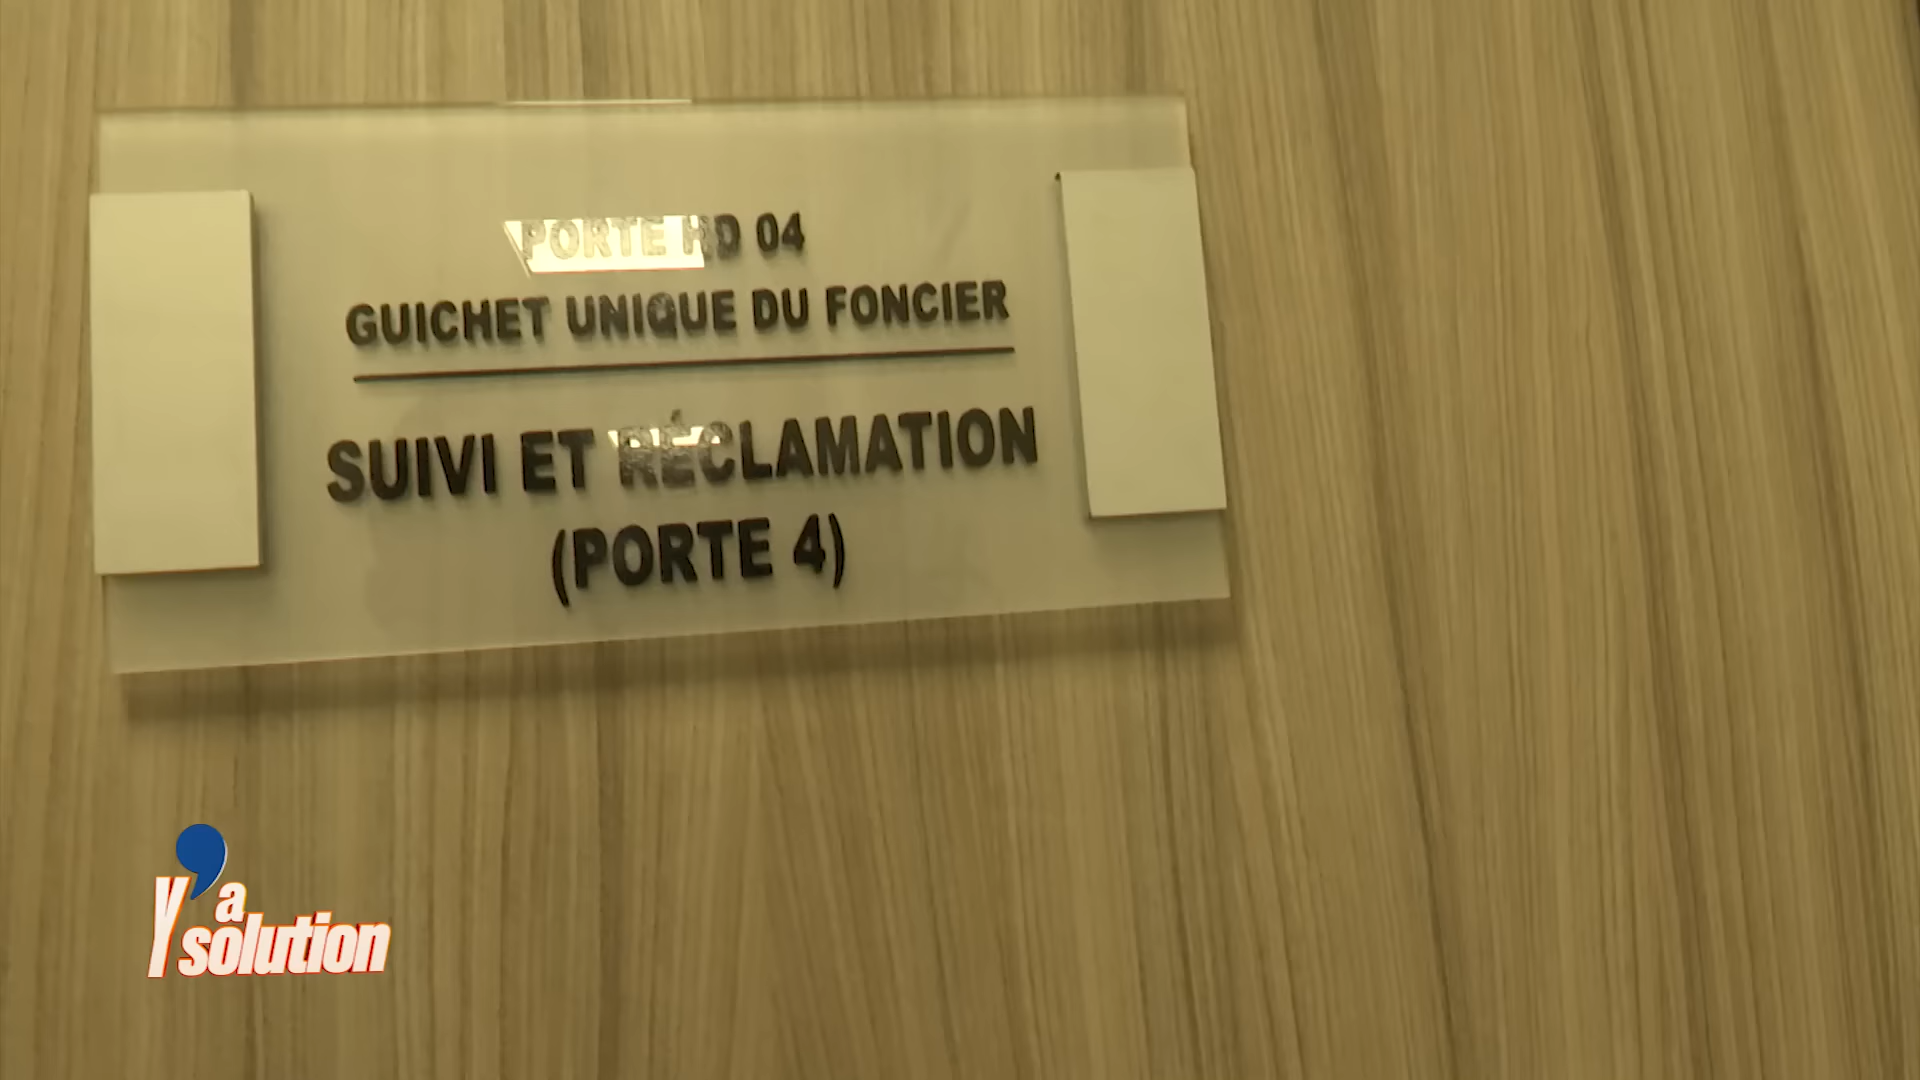 PORTE HD 04
GUICHET UNIQUE DU FONCIER
SUIVI ET RÉCLAMATION
(PORTE 4)
Y'a
solution